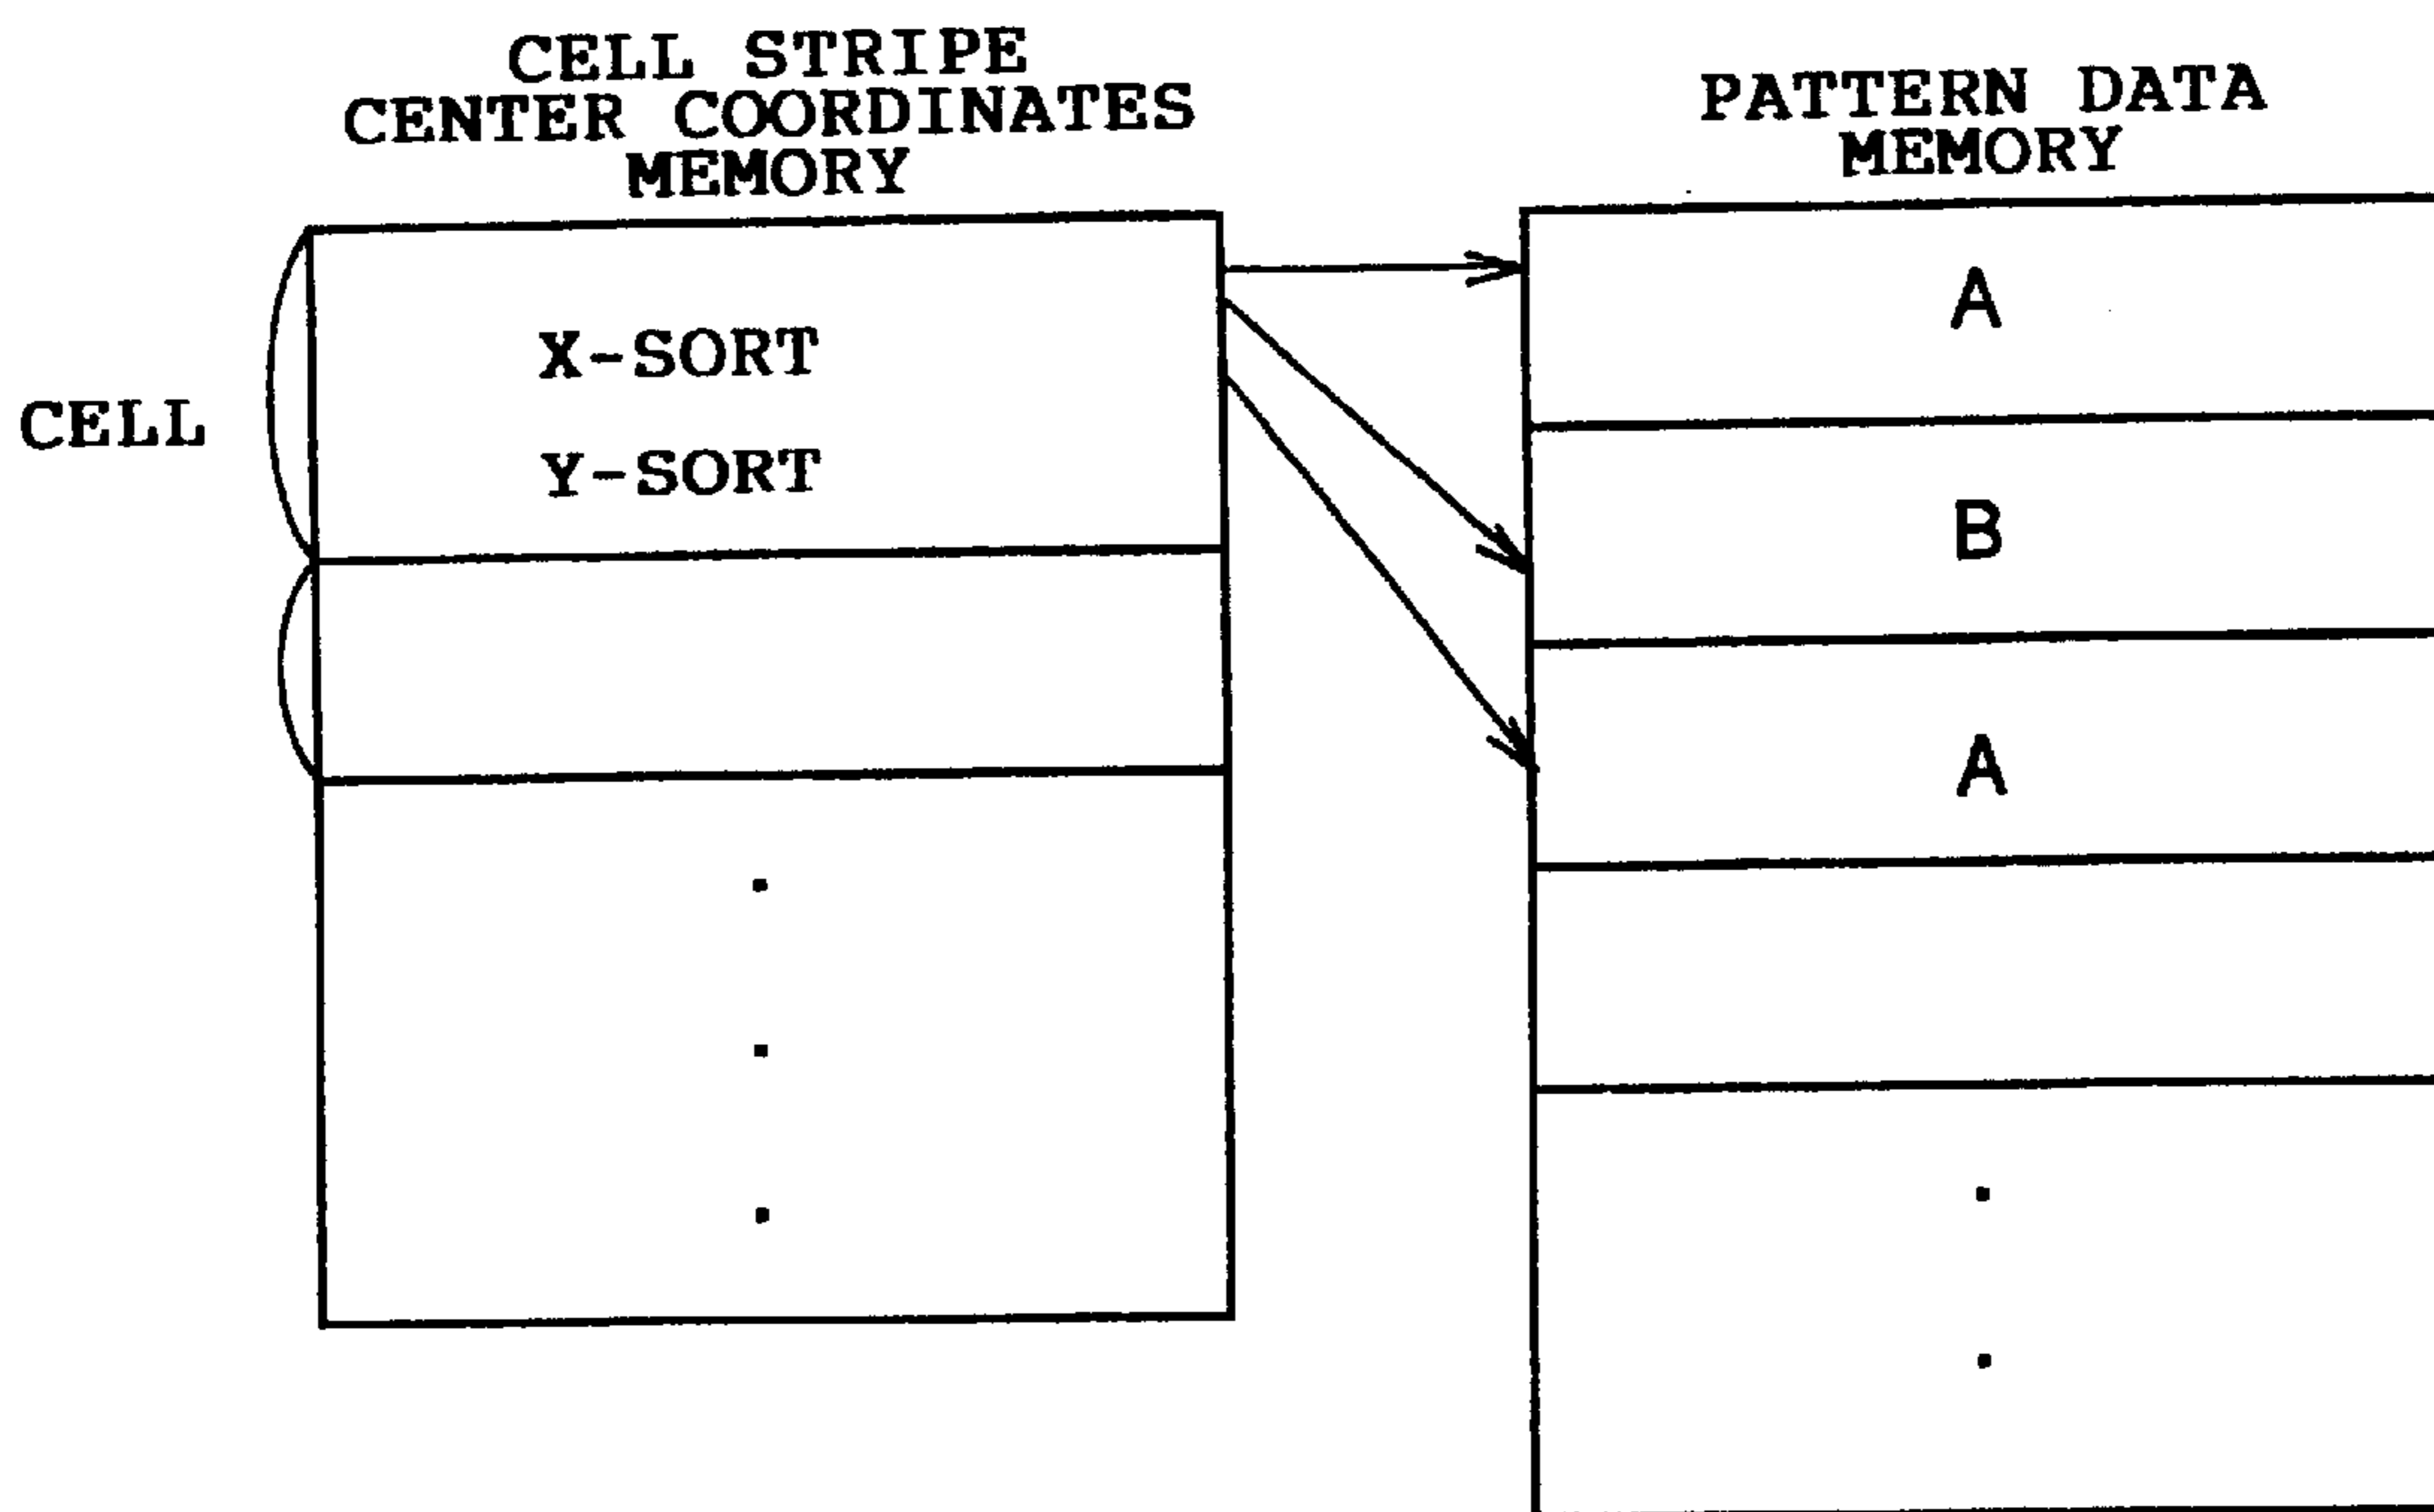 CELL STRIPE
CENTER COORDINATES
MEMORY
PATTERN DATA
MEMORY
CELL
X-SORT
Y-SORT
A
B
A